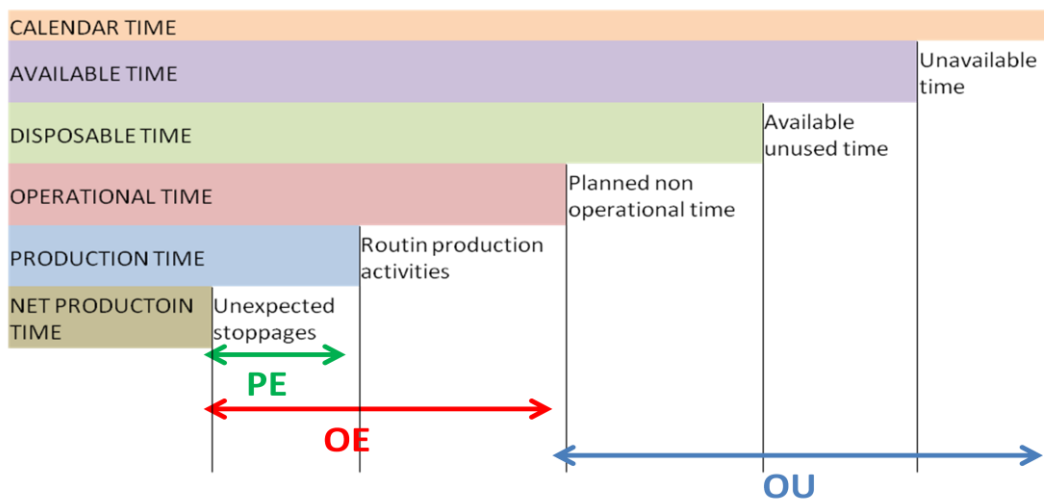 CALENDAR TIME
AVAILABLE TIME
Unavailable
time
DISPOSABLE TIME
Available
unused time
OPERATIONAL TIME
Planned non
operational time
PRODUCTION TIME
Routin production
activities
NET PRODUCTOIN
TIME
Unexpected
stoppages
PE
OE
OU